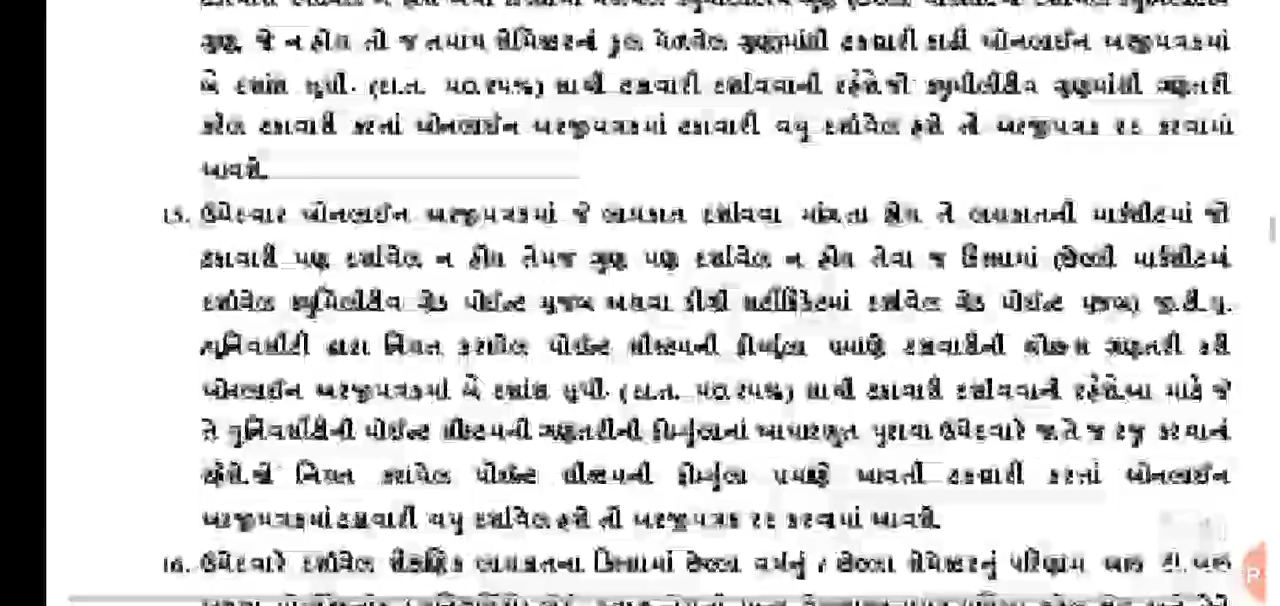 ગુણ જો ન હોય તો જ તમામ સેમિસ્ટરનાં કુલ મેળવેલ ગુણમાંથી ટકાવારી કાઢી ઓનલાઈન અરજીપત્રકમાં
બે દશાંશ સુધી. (દા.ત. ૫૦.૨૫%) સાચી ટકાવારી દર્શાવવાની રહેશે.જો ગણતરી
કરેલ ટકાવારી કરતાં ઓનલાઈન અરજીપત્રકમાં ટકાવારી વધુ દર્શાવેલ હશે તો અરજીપત્રક રદ કરવામાં
આવશે.
15. ઉમેદવાર ઓનલાઈન અરજીપત્રકમાં જે લાયકાત દર્શાવવા માંગતા હોય તે લાયકાતની માર્કશીટમાં જો
ટકાવારી પણ દર્શાવેલ ન હોય તેમજ ગુણ પણ દર્શાવેલ ન હોય તેવા જ કિસ્સામાં (છેલ્લી માર્કશીટમાં
દર્શાવેલ ગ્રેડ પોઈન્ટ મુજબ અથવા ડીગ્રી સર્ટીફિકેટમાં દર્શાવેલ ગ્રેડ પોઈન્ટ મુજબ) જી.ટી.યુ.
યુનિવર્સીટી દ્વારા નિયત કરાયેલ પોઈન્ટ સીસ્ટમની ફોર્મ્યુલા પ્રમાણે ટકાવારીની ચોક્કસ ગણતરી કરી
ઓનલાઈન અરજીપત્રકમાં બે દશાંશ સુધી. (દા.ત. ૫૦.૨૫%) સાચી ટકાવારી દર્શાવવાની રહેશે.આ માટે જે
તે યુનિવર્સીટીની પોઈન્ટ સીસ્ટમની ગણતરીની ફોર્મ્યુલાનાં આધારભૂત પુરાવા ઉમેદવારે જાતે જ રજુ કરવાનાં
રહેશે.જો નિયત કરાયેલ પોઈન્ટ સીસ્ટમની ફોર્મ્યુલા પ્રમાણે આવતી ટકાવારી કરતાં ઓનલાઈન
અરજીપત્રકમાં ટકાવારી વધુ દર્શાવેલ હશે તો અરજીપત્રક રદ કરવામાં આવશે.
16. ઉમેદવારે દર્શાવેલ શૈક્ષણિક લાયકાતના કિસ્સામાં છેલ્લા વર્ષનું / છેલ્લા સેમેસ્ટરનું પરિણામ